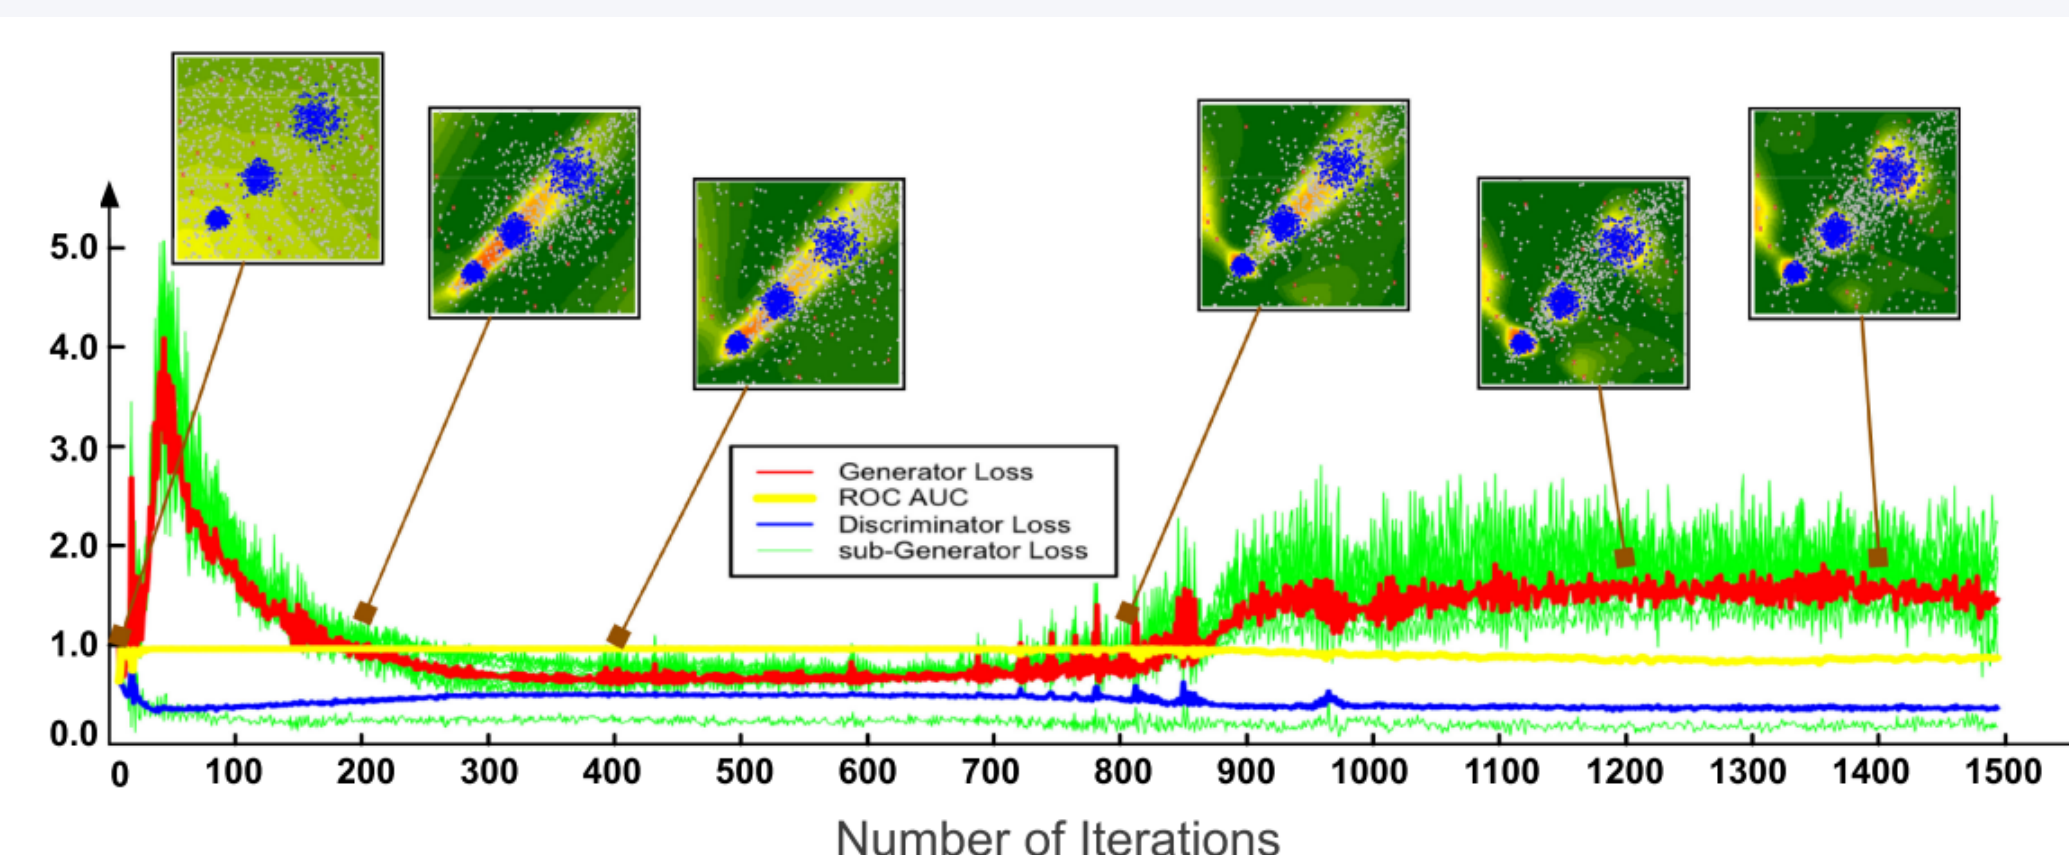 5.0
4.0
3.0
2.0
1.0
0.0
Generator Loss
ROC AUC
Discriminator Loss
sub-Generator Loss
0 100 200 300 400 500 600 700 800 900 1000 1100 1200 1300 1400 1500
Number of Iterations